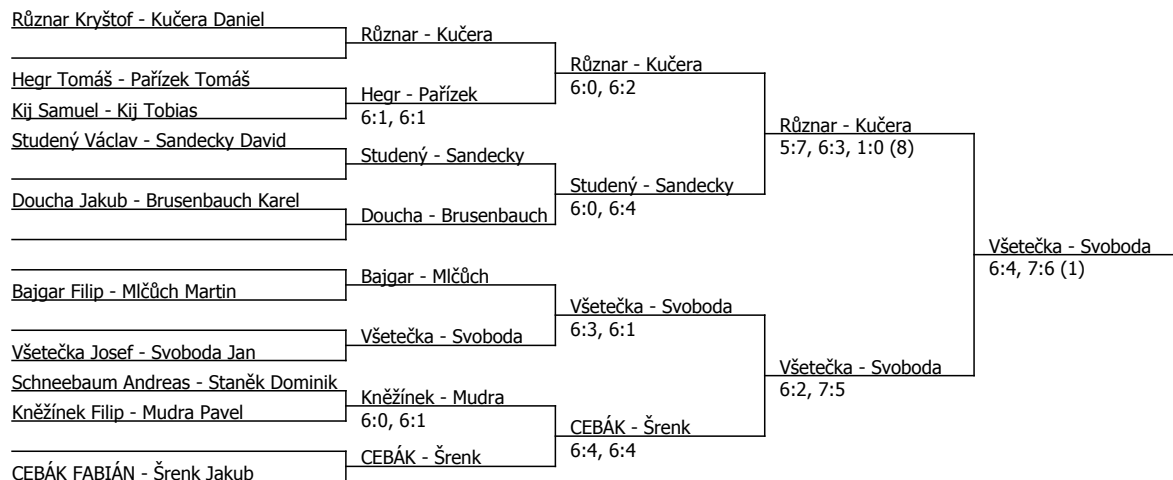 Různar Kryštof - Kučera Daniel
Různar - Kučera
Různar - Kučera
6:0, 6:2
Hegr Tomáš - Pařízek Tomáš
Hegr - Pařízek
6:1, 6:1
Kij Samuel - Kij Tobias
Různar - Kučera
5:7, 6:3, 1:0 (8)
Studený Václav - Sandecky David
Studený - Sandecky
Studený - Sandecky
6:0, 6:4
Doucha Jakub - Brusenbauch Karel
Doucha - Brusenbauch
Všetečka - Svoboda
6:4, 7:6 (1)
Bajgar - Mlčůch
Bajgar Filip - Mlčůch Martin
Všetečka - Svoboda
6:3, 6:1
Všetečka - Svoboda
Všetečka Josef - Svoboda Jan
Všetečka - Svoboda
6:2, 7:5
Schneebaum Andreas - Staněk Dominik
Kněžínek - Mudra
6:0, 6:1
Kněžínek Filip - Mudra Pavel
CEBÁK - Šrenk
6:4, 6:4
CEBÁK - Šrenk
CEBÁK FABIÁN - Šrenk Jakub